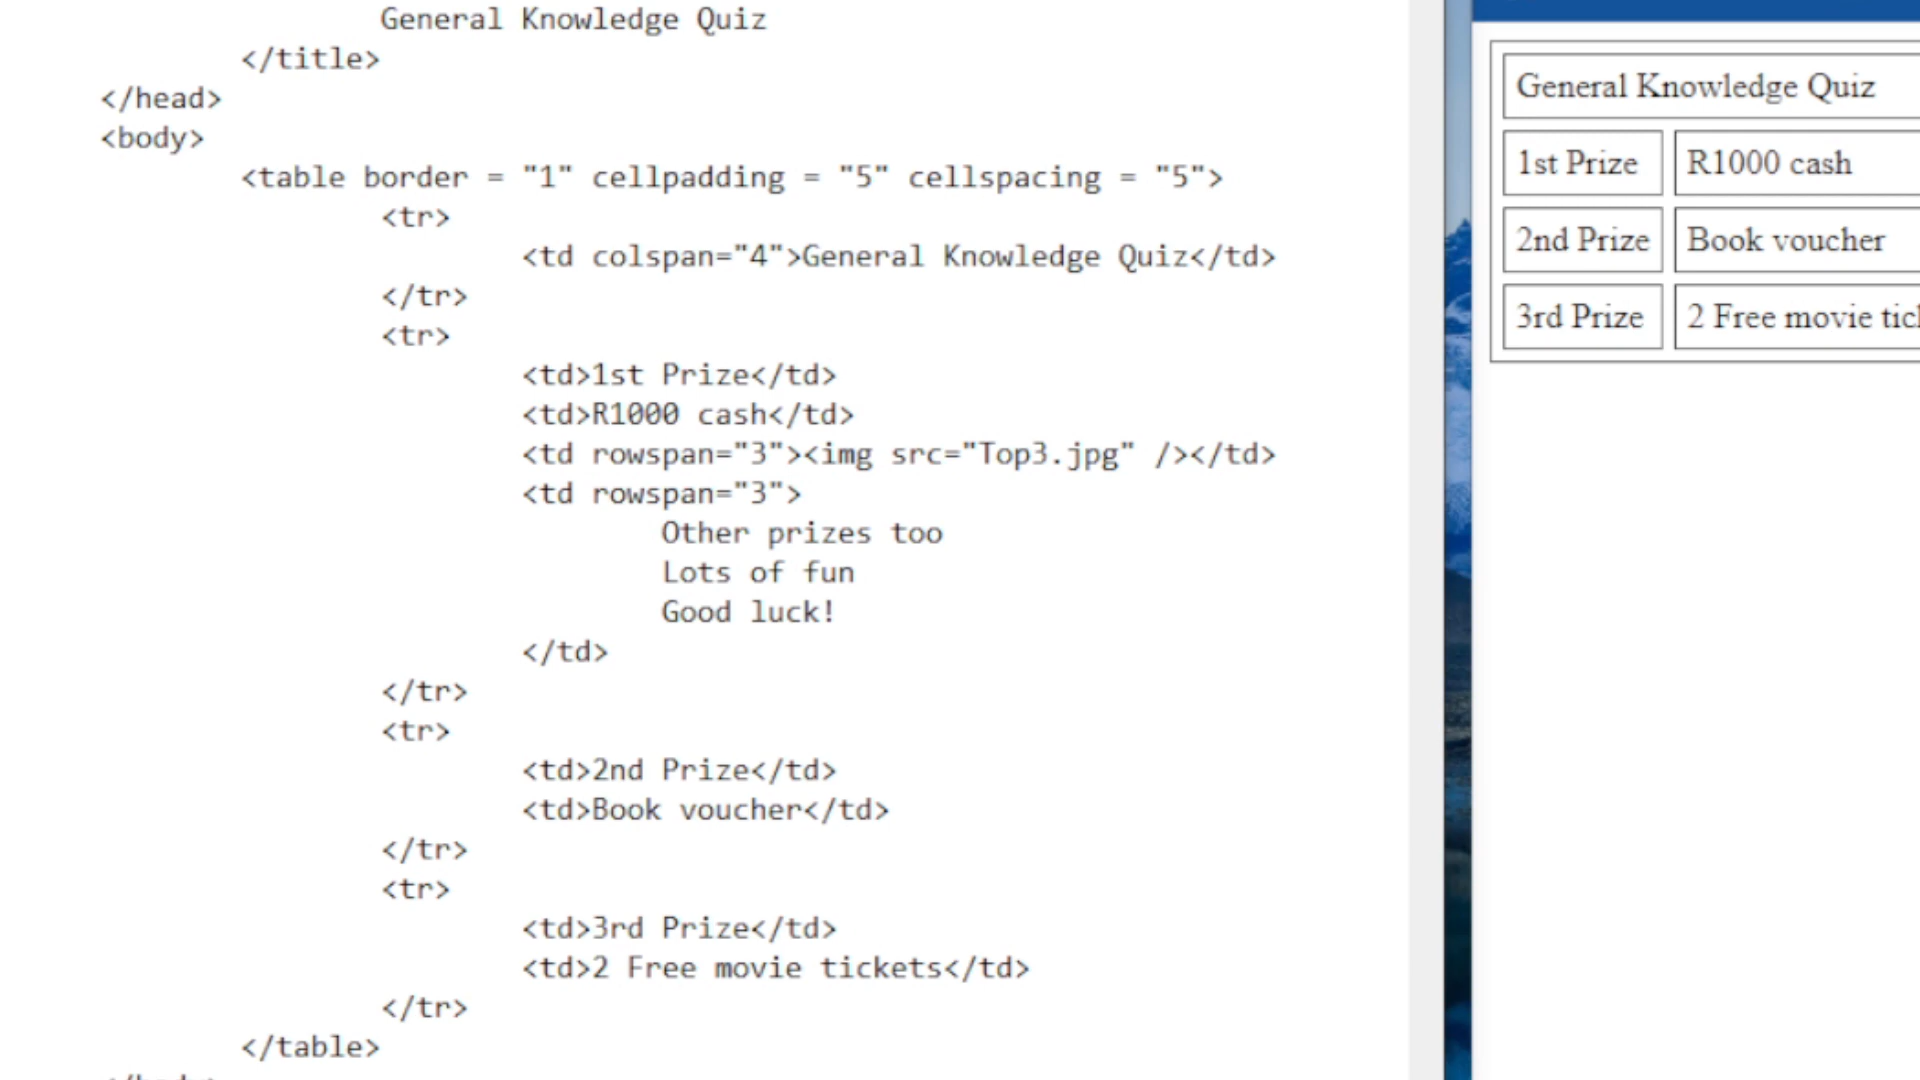 General Knowledge Quiz
</title>
</head>
<body>
<table border = "1" cellpadding = "5" cellspacing = "5">
<tr>
<td colspan="4">General Knowledge Quiz</td>
</tr>
<tr>
<td>1st Prize</td>
<td>R1000 cash</td>
<td rowspan="3"><img src="Top3.jpg" /></td>
<td rowspan="3">
Other prizes too
Lots of fun
Good luck!
</td>
</tr>
<tr>
<td>2nd Prize</td>
<td>Book voucher</td>
</tr>
<tr>
<td>3rd Prize</td>
<td>2 Free movie tickets</td>
</tr>
</table>
General Knowledge Quiz
1st Prize R1000 cash
2nd Prize Book voucher
3rd Prize 2 Free movie